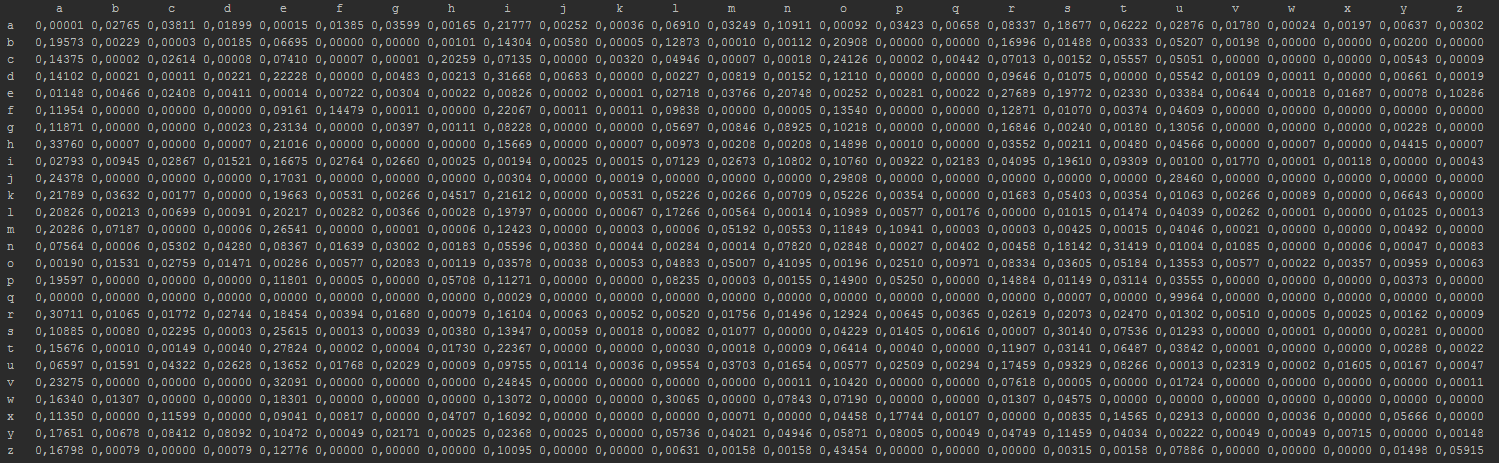 a b c d e f g h i j k l m n o p q r s t u v w x y z
a 0,00001 0,02765 0,03811 0,01899 0,00015 0,01385 0,03599 0,00165 0,21777 0,00252 0,00036 0,06910 0,03249 0,10911 0,00092 0,03423 0,00658 0,08337 0,18677 0,06222 0,02876 0,01780 0,00024 0,00197 0,00637 0,00302
b 0,19573 0,00229 0,00003 0,00185 0,06695 0,00000 0,00000 0,00101 0,14304 0,00580 0,00005 0,12873 0,00010 0,00112 0,20908 0,00000 0,00000 0,16996 0,01488 0,00333 0,05207 0,00198 0,00000 0,00000 0,00200 0,00000
c 0,14375 0,00002 0,02614 0,00008 0,07410 0,00007 0,00001 0,20259 0,07135 0,00000 0,00320 0,04946 0,00007 0,00018 0,24126 0,00002 0,00442 0,07013 0,00152 0,05557 0,05051 0,00000 0,00000 0,00000 0,00543 0,00009
d 0,14102 0,00021 0,00011 0,00221 0,22228 0,00000 0,00483 0,00213 0,31668 0,00683 0,00000 0,00227 0,00819 0,00152 0,12110 0,00000 0,00000 0,09646 0,01075 0,00000 0,05542 0,00109 0,00011 0,00000 0,00661 0,00019
e 0,01148 0,00466 0,02408 0,00411 0,00014 0,00722 0,00304 0,00022 0,00826 0,00002 0,00001 0,02718 0,03766 0,20748 0,00252 0,00281 0,00022 0,27689 0,19772 0,02330 0,03384 0,00644 0,00018 0,01687 0,00078 0,10286
f 0,11954 0,00000 0,00000 0,00000 0,09161 0,14479 0,00011 0,00000 0,22067 0,00011 0,00011 0,09838 0,00000 0,00005 0,13540 0,00000 0,00000 0,12871 0,01070 0,00374 0,04609 0,00000 0,00000 0,00000 0,00000 0,00000
g 0,11871 0,00000 0,00000 0,00023 0,23134 0,00000 0,00397 0,00111 0,08228 0,00000 0,00000 0,05697 0,00846 0,08925 0,10218 0,00000 0,00000 0,16846 0,00240 0,00180 0,13056 0,00000 0,00000 0,00000 0,00228 0,00000
h 0,33760 0,00007 0,00000 0,00007 0,21016 0,00000 0,00000 0,00000 0,15669 0,00000 0,00007 0,00973 0,00208 0,00208 0,14898 0,00010 0,00000 0,03552 0,00211 0,00480 0,04566 0,00000 0,00007 0,00000 0,04415 0,00007
i 0,02793 0,00945 0,02867 0,01521 0,16675 0,02764 0,02660 0,00025 0,00194 0,00025 0,00015 0,07129 0,02673 0,10802 0,10760 0,00922 0,02183 0,04095 0,19610 0,09309 0,00100 0,01770 0,00001 0,00118 0,00000 0,00043
j 0,24378 0,00000 0,00000 0,00000 0,17031 0,00000 0,00000 0,00000 0,00304 0,00000 0,00019 0,00000 0,00000 0,00000 0,29808 0,00000 0,00000 0,00000 0,00000 0,00000 0,28460 0,00000 0,00000 0,00000 0,00000 0,00000
k 0,21789 0,03632 0,00177 0,00000 0,19663 0,00531 0,00266 0,04517 0,21612 0,00000 0,00531 0,05226 0,00266 0,00709 0,05226 0,00354 0,00000 0,01683 0,05403 0,00354 0,01063 0,00266 0,00089 0,00000 0,06643 0,00000
l 0,20826 0,00213 0,00699 0,00091 0,20217 0,00282 0,00366 0,00028 0,19797 0,00000 0,00067 0,17266 0,00564 0,00014 0,10989 0,00577 0,00176 0,00000 0,01015 0,01474 0,04039 0,00262 0,00001 0,00000 0,01025 0,00013
m 0,20286 0,07187 0,00000 0,00006 0,26541 0,00000 0,00001 0,00006 0,12423 0,00000 0,00003 0,00006 0,05192 0,00553 0,11849 0,10941 0,00003 0,00003 0,00425 0,00015 0,04046 0,00021 0,00000 0,00000 0,00492 0,00000
n 0,07564 0,00006 0,05302 0,04280 0,08367 0,01639 0,03002 0,00183 0,05596 0,00380 0,00044 0,00284 0,00014 0,07820 0,02848 0,00027 0,00402 0,00458 0,18142 0,31419 0,01004 0,01085 0,00000 0,00006 0,00047 0,00083
o 0,00190 0,01531 0,02759 0,01471 0,00286 0,00577 0,02083 0,00119 0,03578 0,00038 0,00053 0,04883 0,05007 0,41095 0,00196 0,02510 0,00971 0,08334 0,03605 0,05184 0,13553 0,00577 0,00022 0,00357 0,00959 0,00063
p 0,19597 0,00000 0,00000 0,00000 0,11801 0,00005 0,00000 0,05708 0,11271 0,00000 0,00000 0,08235 0,00003 0,00155 0,14900 0,05250 0,00000 0,14884 0,01149 0,03114 0,03555 0,00000 0,00000 0,00000 0,00373 0,00000
q 0,00000 0,00000 0,00000 0,00000 0,00000 0,00000 0,00000 0,00000 0,00029 0,00000 0,00000 0,00000 0,00000 0,00000 0,00000 0,00000 0,00000 0,00000 0,00007 0,00000 0,99964 0,00000 0,00000 0,00000 0,00000 0,00000
r 0,30711 0,01065 0,01772 0,02744 0,18454 0,00394 0,01680 0,00079 0,16104 0,00063 0,00052 0,00520 0,01756 0,01496 0,12924 0,00645 0,00365 0,02619 0,02073 0,02470 0,01302 0,00510 0,00005 0,00025 0,00162 0,00009
s 0,10885 0,00080 0,02295 0,00003 0,25615 0,00013 0,00039 0,00380 0,13947 0,00059 0,00018 0,00082 0,01077 0,00000 0,04229 0,01405 0,00616 0,00007 0,30140 0,07536 0,01293 0,00000 0,00001 0,00000 0,00281 0,00000
t 0,15676 0,00010 0,00149 0,00040 0,27824 0,00002 0,00004 0,01730 0,22367 0,00000 0,00000 0,00030 0,00018 0,00009 0,06414 0,00040 0,00000 0,11907 0,03141 0,06487 0,03842 0,00001 0,00000 0,00000 0,00288 0,00022
u 0,06597 0,01591 0,04322 0,02628 0,13652 0,01768 0,02029 0,00009 0,09755 0,00114 0,00036 0,09554 0,03703 0,01654 0,00577 0,02509 0,00294 0,17459 0,09329 0,08266 0,00013 0,02319 0,00002 0,01605 0,00167 0,00047
v 0,23275 0,00000 0,00000 0,00000 0,32091 0,00000 0,00000 0,00000 0,24845 0,00000 0,00000 0,00000 0,00000 0,00011 0,10420 0,00000 0,00000 0,07618 0,00005 0,00000 0,01724 0,00000 0,00000 0,00000 0,00000 0,00011
w 0,16340 0,01307 0,00000 0,00000 0,18301 0,00000 0,00000 0,00000 0,13072 0,00000 0,00000 0,30065 0,00000 0,07843 0,07190 0,00000 0,00000 0,01307 0,04575 0,00000 0,00000 0,00000 0,00000 0,00000 0,00000 0,00000
x 0,11350 0,00000 0,11599 0,00000 0,09041 0,00817 0,00000 0,04707 0,16092 0,00000 0,00000 0,00000 0,00071 0,00000 0,04458 0,17744 0,00107 0,00000 0,00835 0,14565 0,02913 0,00000 0,00036 0,00000 0,05666 0,00000
y 0,17651 0,00678 0,08412 0,08092 0,10472 0,00049 0,02171 0,00025 0,02368 0,00025 0,00000 0,05736 0,04021 0,04946 0,05871 0,08005 0,00049 0,04749 0,11459 0,04034 0,00222 0,00049 0,00049 0,00715 0,00000 0,00148
z 0,16798 0,00079 0,00000 0,00079 0,12776 0,00000 0,00000 0,00000 0,10095 0,00000 0,00000 0,00631 0,00158 0,00158 0,43454 0,00000 0,00000 0,00000 0,00315 0,00158 0,07886 0,00000 0,00000 0,00000 0,01498 0,05915